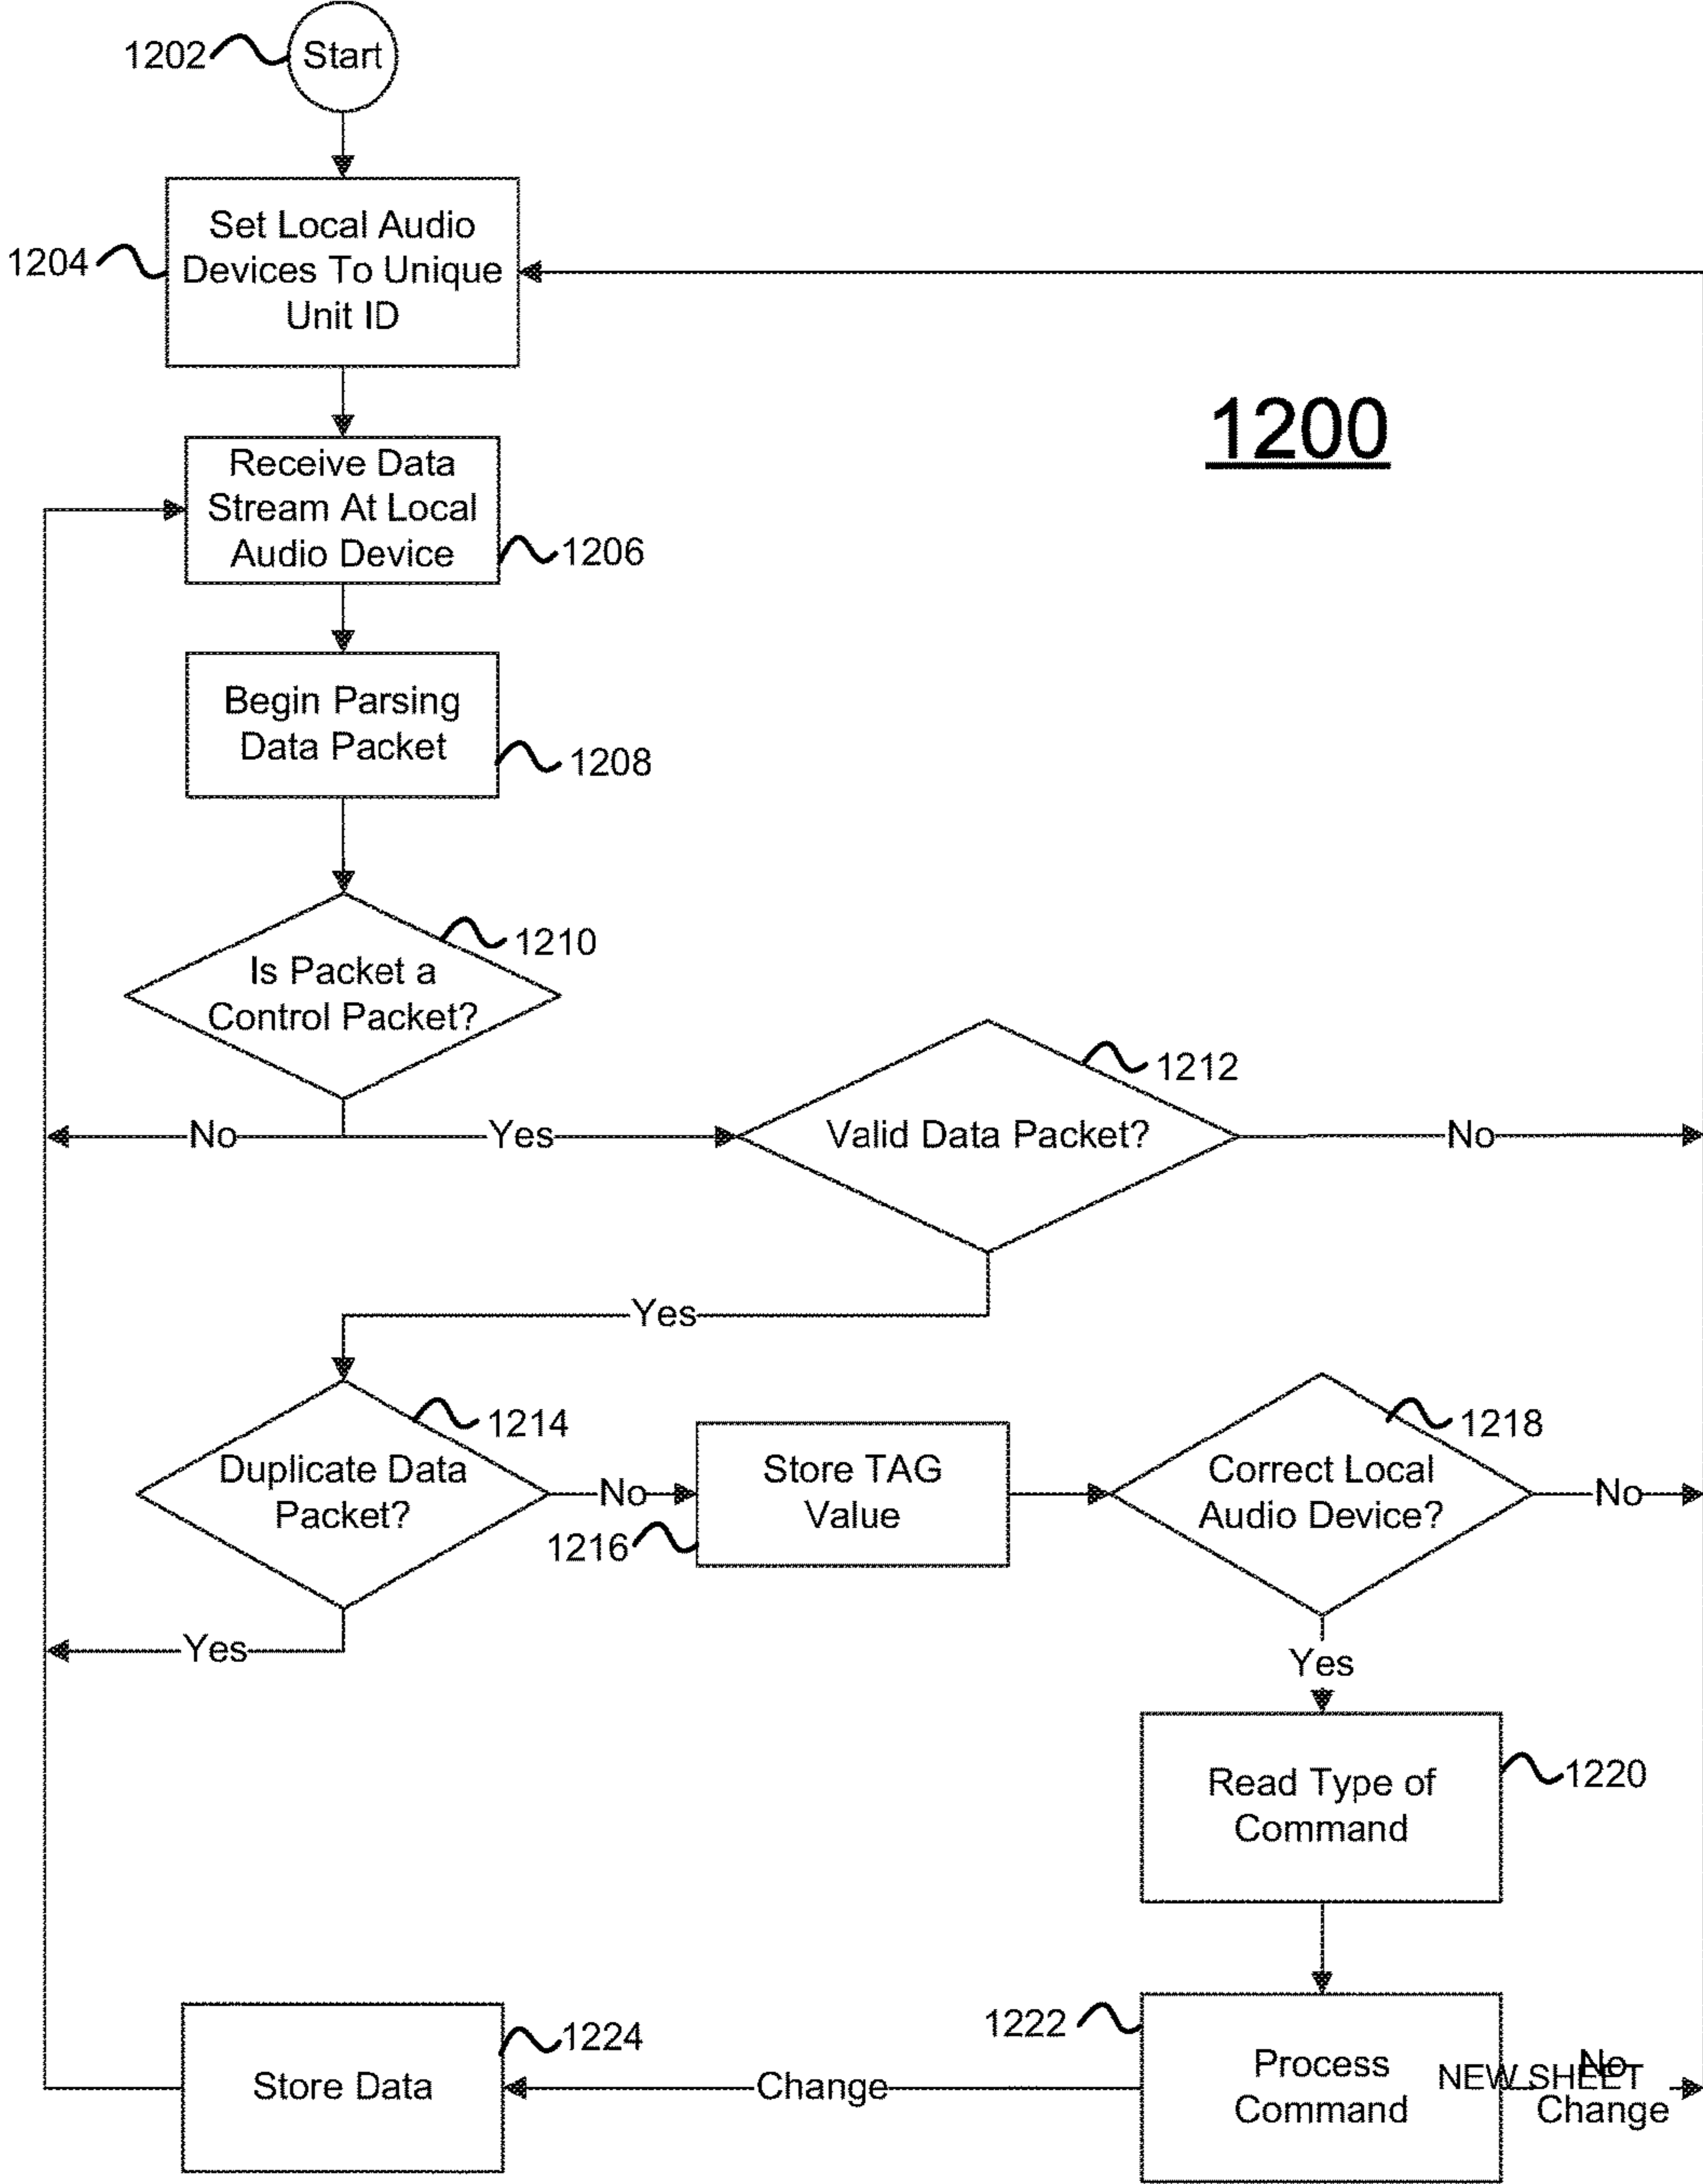 1202
Start
Set Local Audio
Devices To Unique
Unit ID
1204
1200
Receive Data
Stream At Local
Audio Device
1206
Begin Parsing
Data Packet
1208
1210
Is Packet a
Control Packet?
1212
Valid Data Packet?
No
Yes
No
Yes
1214
Duplicate Data
Packet?
No
Store TAG
Value
1216
1218
Correct Local
Audio Device?
No
Yes
Yes
Read Type of
Command
1220
1222
Process
Command
NEW SHEET
No
Change
Change
1224
Store Data